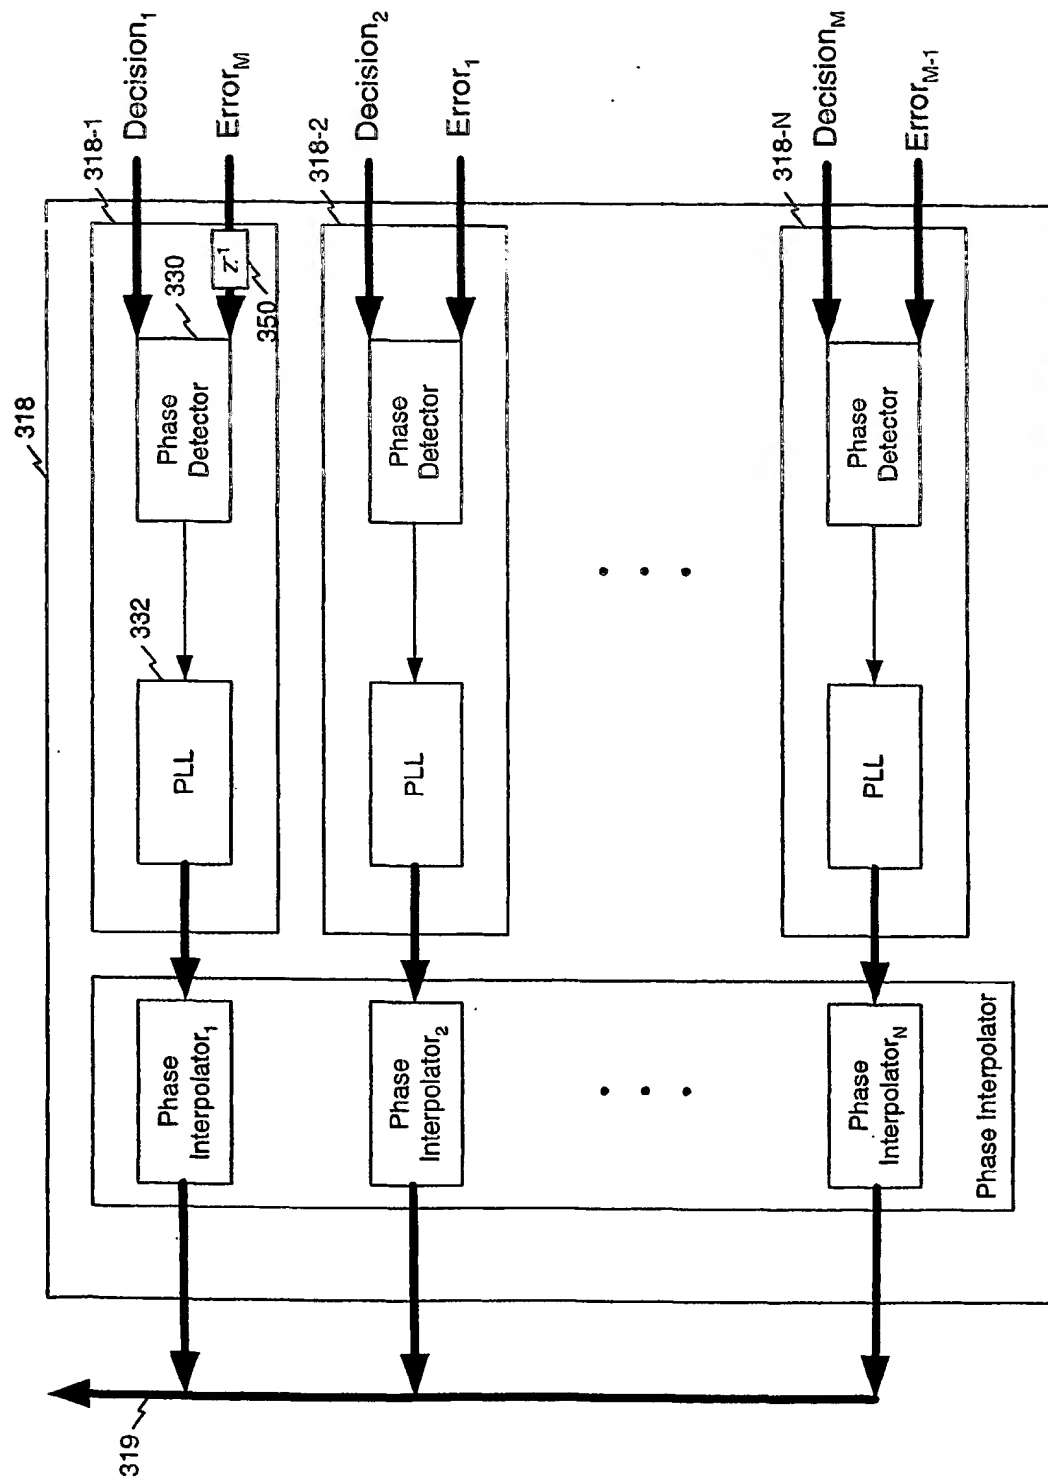 318
318-1
Decision1
ErrorM
Z-1
350
330
Phase
Detector
332
PLL
Phase
Interpolator1
318-2
Decision2
Error1
Phase
Detector
PLL
Phase
Interpolator2
318-N
DecisionM
ErrorM-1
Phase
Detector
PLL
Phase
InterpolatorN
Phase Interpolator
319